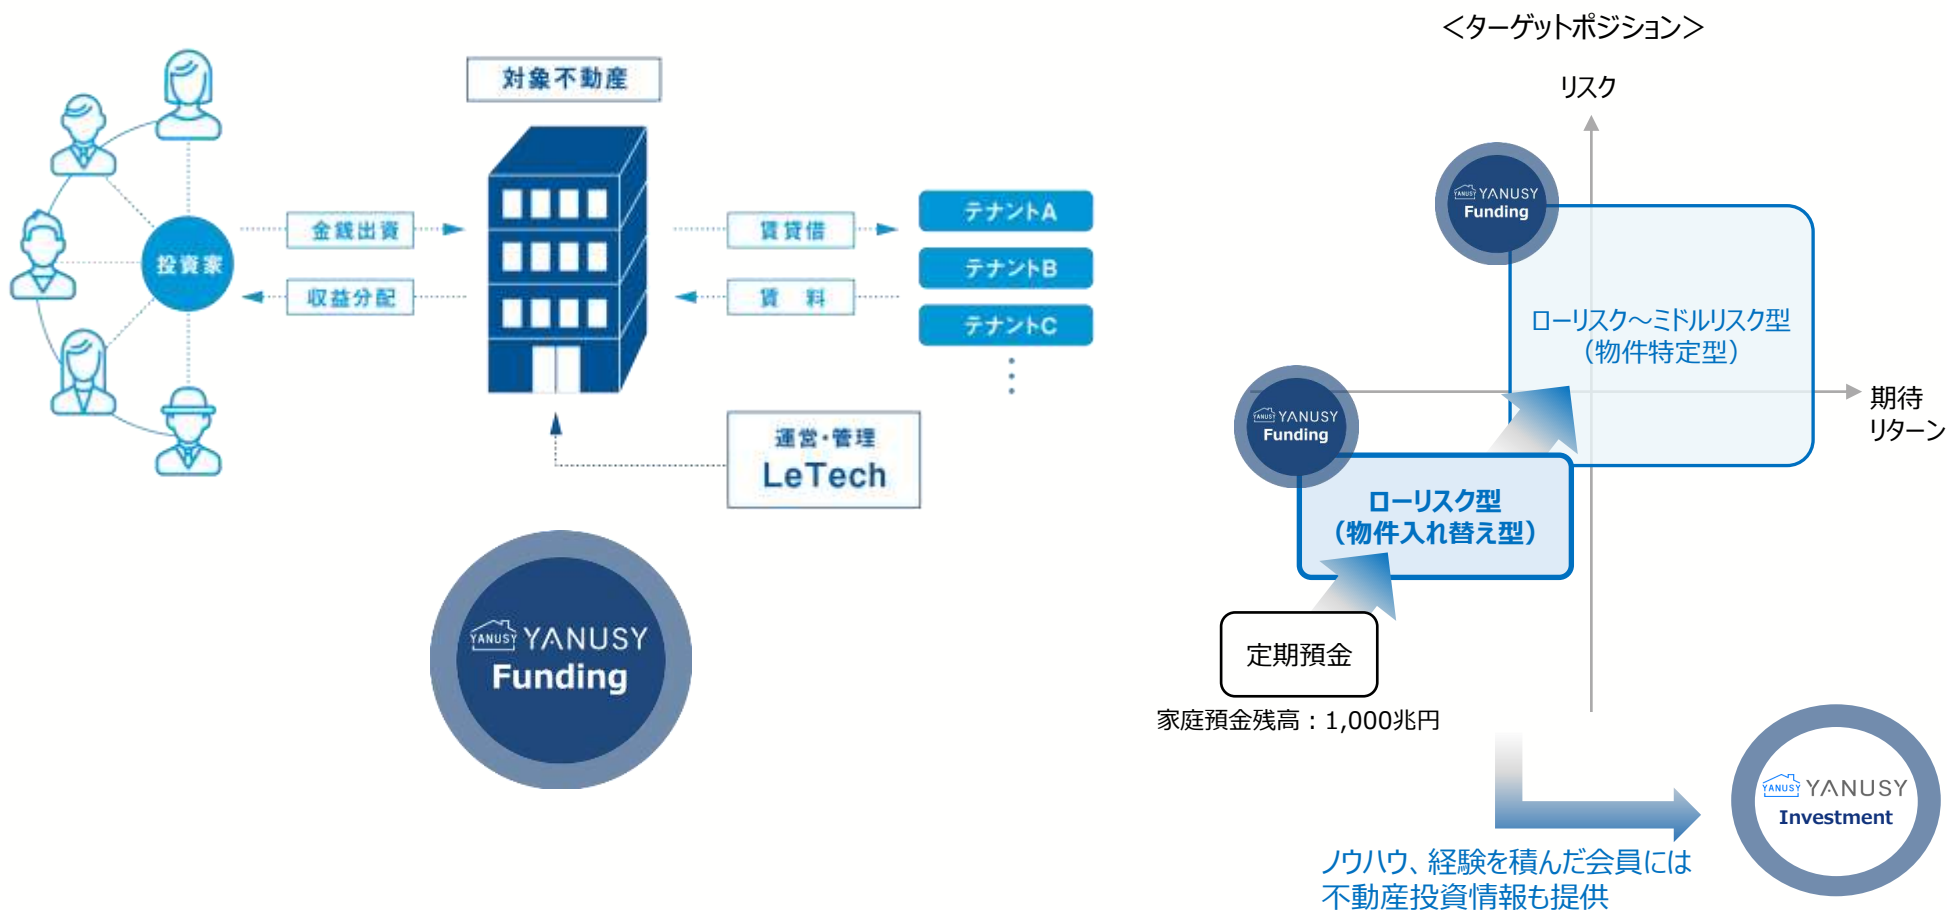 対象不動産
投資家
金銭出資
収益分配
賃貸借
賃 料
テナントA
テナントB
テナントC
運営・管理
LeTech
YANUSY YANUSY
Funding
＜ターゲットポジション＞
リスク
YANUSY YANUSY
Funding
ローリスク～ミドルリスク型
（物件特定型）
期待
リターン
YANUSY YANUSY
Funding
ローリスク型
（物件入れ替え型）
定期預金
家庭預金残高：1,000兆円
YANUSY YANUSY
Investment
ノウハウ、経験を積んだ会員には
不動産投資情報も提供